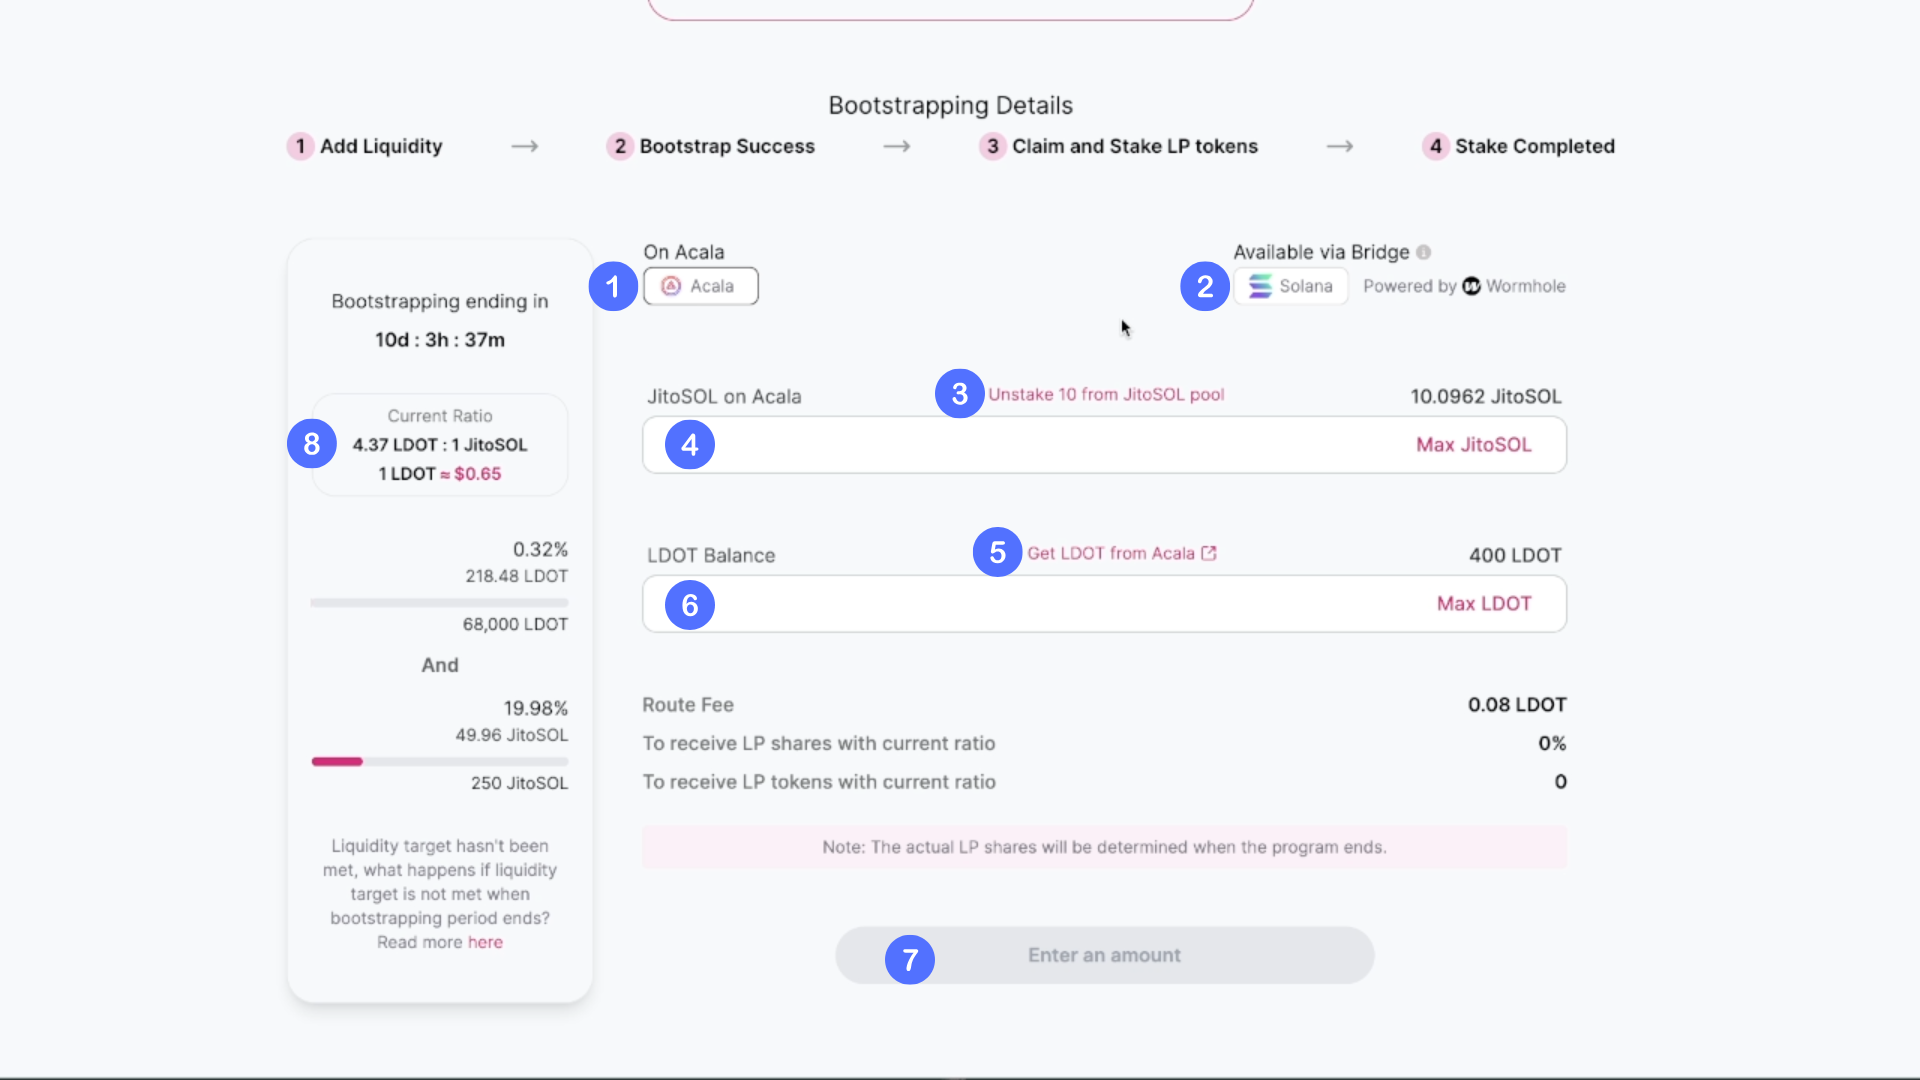 Bootstrapping Details
1 Add Liquidity → 2 Bootstrap Success → 3 Claim and Stake LP tokens → 4 Stake Completed
Bootstrapping ending in
10d : 3h : 37m
8
Current Ratio
4.37 LDOT : 1 JitoSOL
1 LDOT ≈ $0.65
0.32%
218.48 LDOT
68,000 LDOT
And
19.98%
49.96 JitoSOL
250 JitoSOL
Liquidity target hasn't been
met, what happens if liquidity
target is not met when
bootstrapping period ends?
Read more here
On Acala
1 Acala
Available via Bridge
2 Solana Powered by Wormhole
JitoSOL on Acala 3 Unstake 10 from JitoSOL pool 10.0962 JitoSOL
4 Max JitoSOL
LDOT Balance 5 Get LDOT from Acala 400 LDOT
6 Max LDOT
Route Fee 0.08 LDOT
To receive LP shares with current ratio 0%
To receive LP tokens with current ratio 0
Note: The actual LP shares will be determined when the program ends.
7 Enter an amount